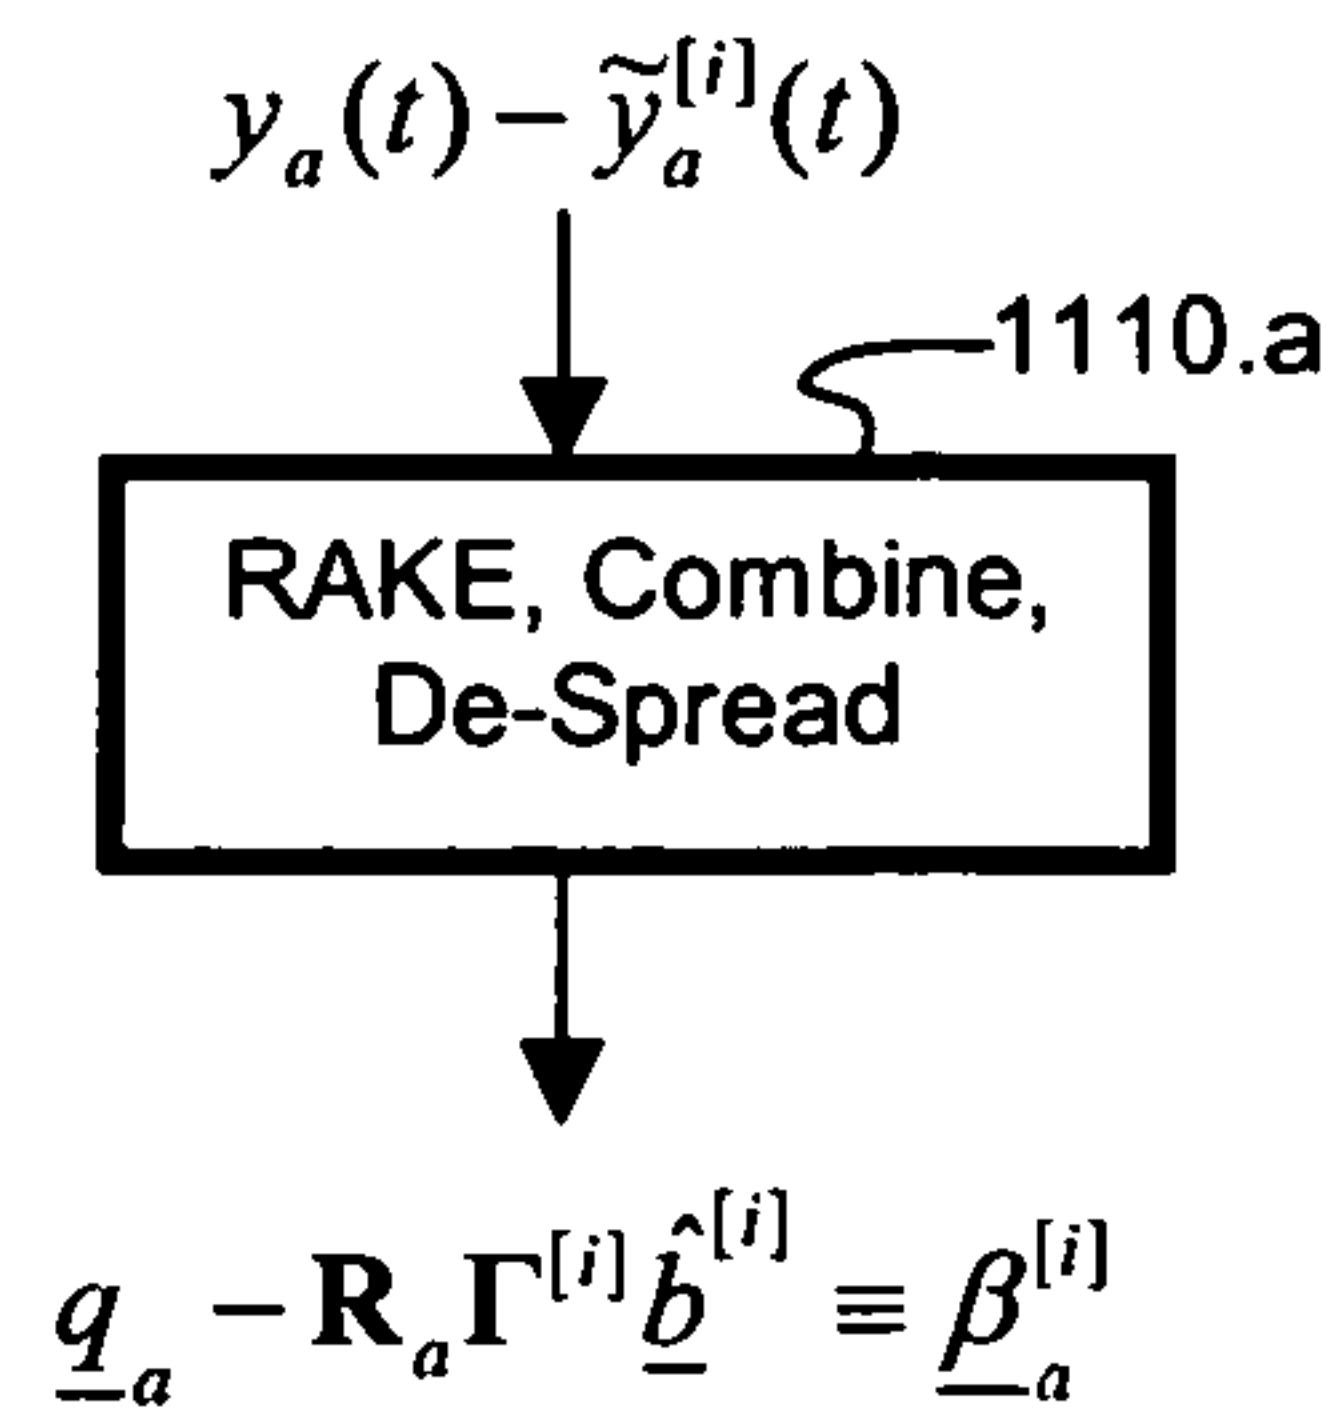 y_a(t) − ỹ_a^[i](t)
1110.a
RAKE, Combine,
De-Spread
q_a − R_a Γ^[i] b̂^[i] ≡ β_a^[i]